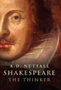 A.D. NUTTALL
SHAKESPEARE
THE THINKER